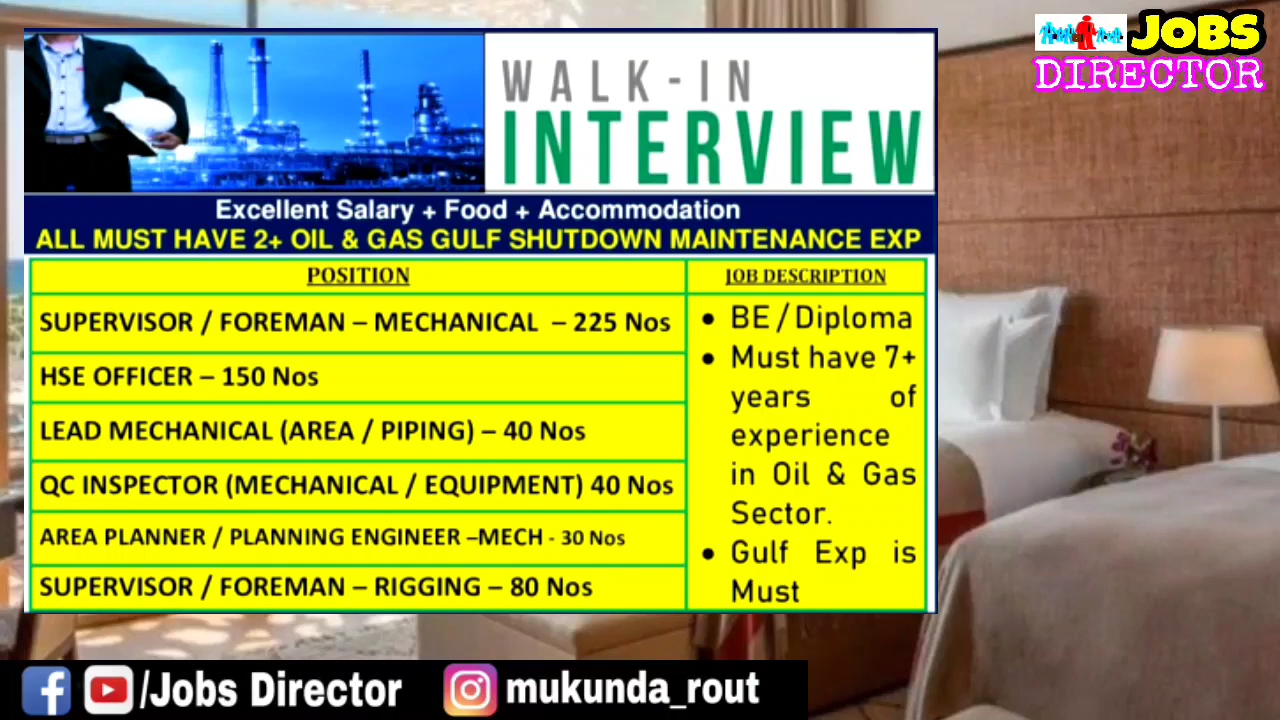 JOBS
DIRECTOR
WALK-IN
INTERVIEW
Excellent Salary + Food + Accommodation
ALL MUST HAVE 2+ OIL & GAS GULF SHUTDOWN MAINTENANCE EXP
POSITION
JOB DESCRIPTION
SUPERVISOR / FOREMAN – MECHANICAL – 225 Nos
HSE OFFICER – 150 Nos
LEAD MECHANICAL (AREA / PIPING) – 40 Nos
QC INSPECTOR (MECHANICAL / EQUIPMENT) 40 Nos
AREA PLANNER / PLANNING ENGINEER –MECH - 30 Nos
SUPERVISOR / FOREMAN – RIGGING – 80 Nos
• BE / Diploma
• Must have 7+
years of
experience
in Oil & Gas
Sector.
• Gulf Exp is
Must
/Jobs Director
mukunda_rout